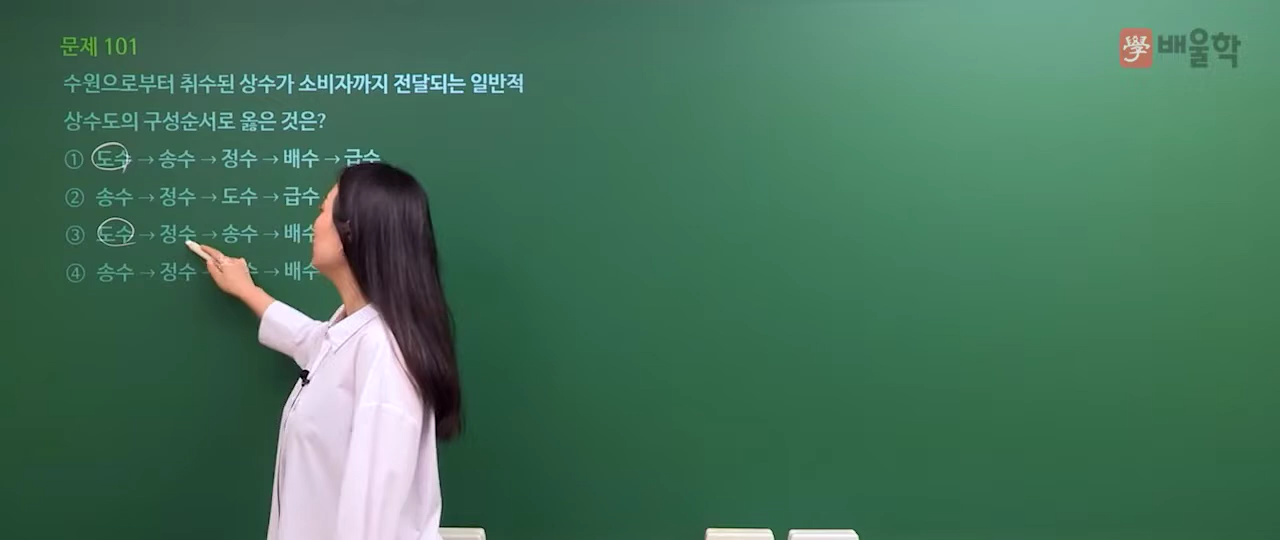 문제 101
學 배울학
수원으로부터 취수된 상수가 소비자까지 전달되는 일반적
상수도의 구성순서로 옳은 것은?
① 도수 → 송수 → 정수 → 배수 → 급수
② 송수 → 정수 → 도수 → 급수
③ 도수 → 정수 → 송수 → 배수
④ 송수 → 정수 → 배수